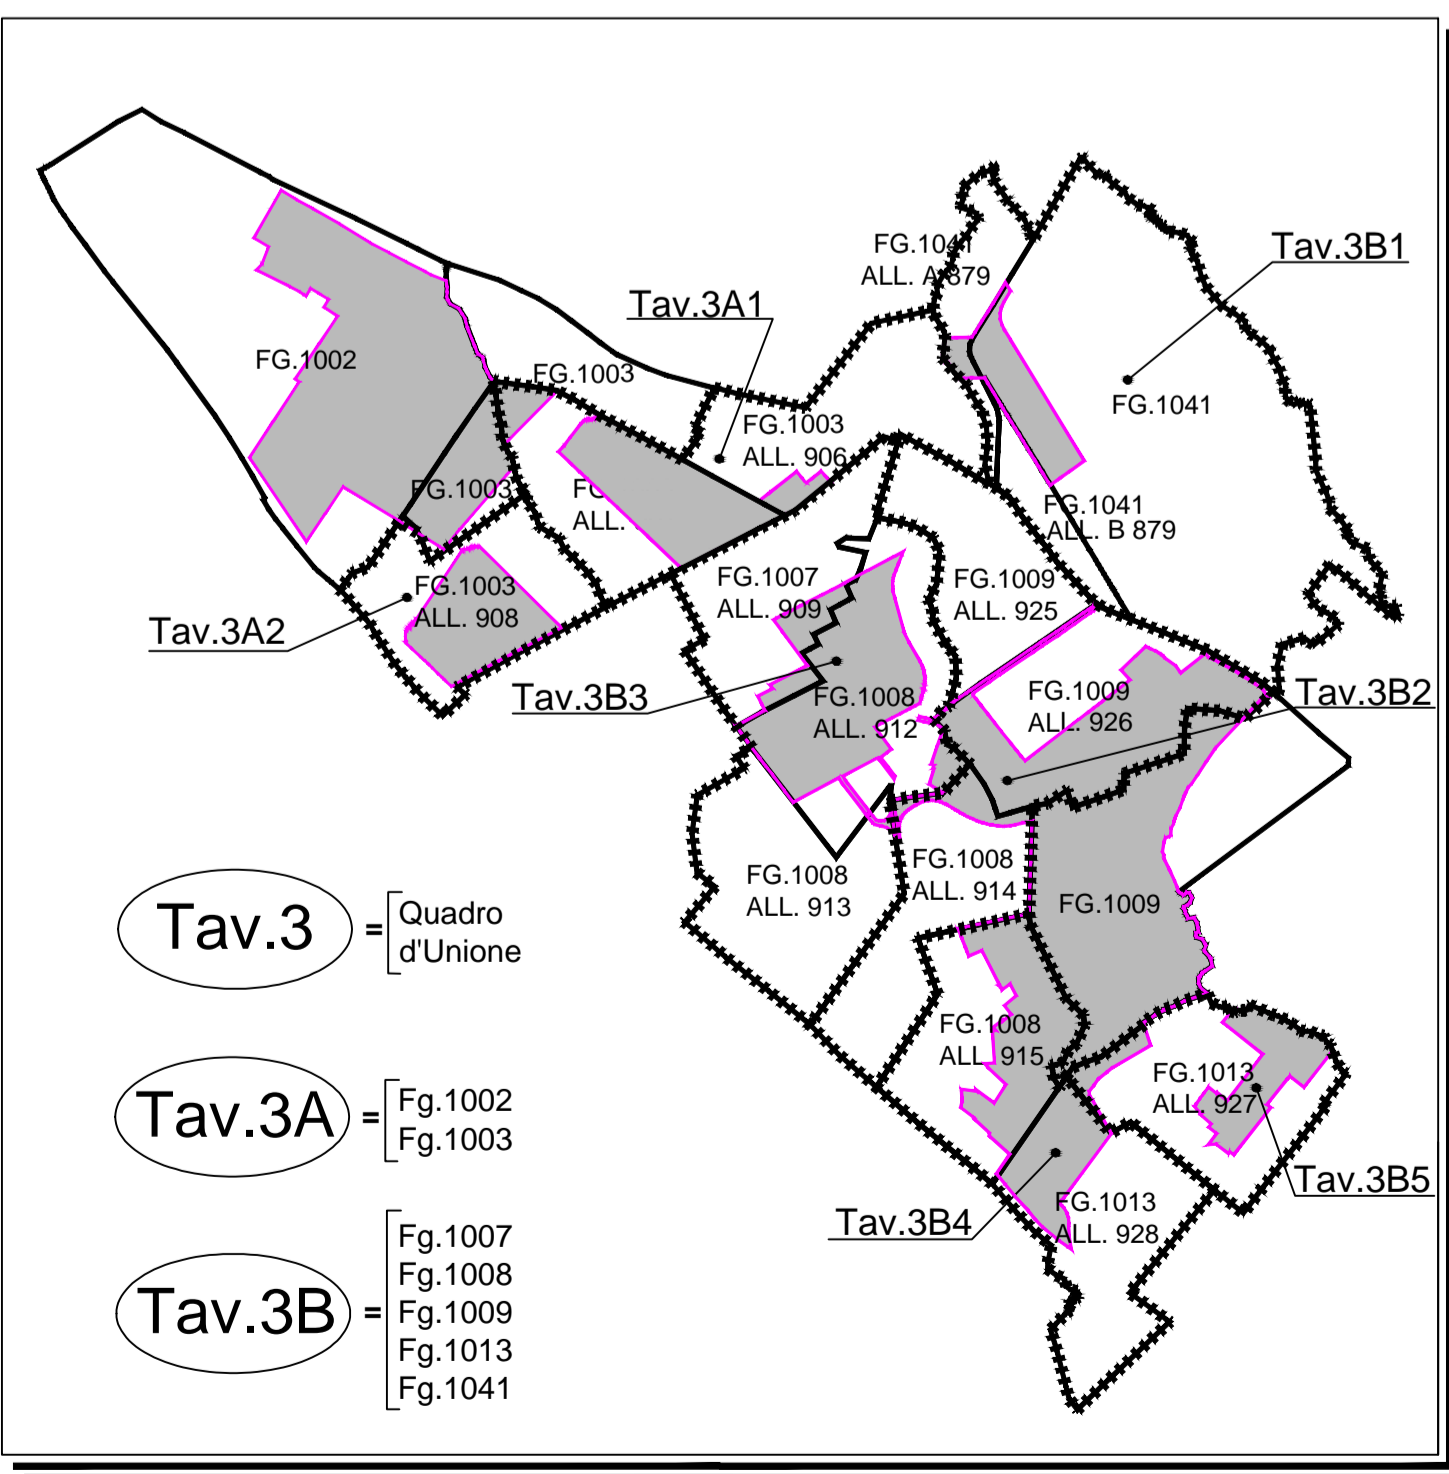 FG.1041
ALL. A 879
Tav.3B1
Tav.3A1
FG.1002
FG.1003
FG.1041
FG.1003
ALL. 906
FG.1003
ALL.
FG.1041
ALL. B 879
FG.1007
ALL. 909
FG.1009
ALL. 925
FG.1003
ALL. 908
Tav.3A2
Tav.3B3
FG.1008
ALL. 912
FG.1009
ALL. 926
Tav.3B2
FG.1008
ALL. 913
FG.1008
ALL. 914
FG.1009
Tav.3 =
Quadro
d'Unione
FG.1008
ALL. 915
FG.1013
ALL. 927
Tav.3A =
Fg.1002
Fg.1003
Tav.3B5
Tav.3B4
FG.1013
ALL. 928
Tav.3B =
Fg.1007
Fg.1008
Fg.1009
Fg.1013
Fg.1041